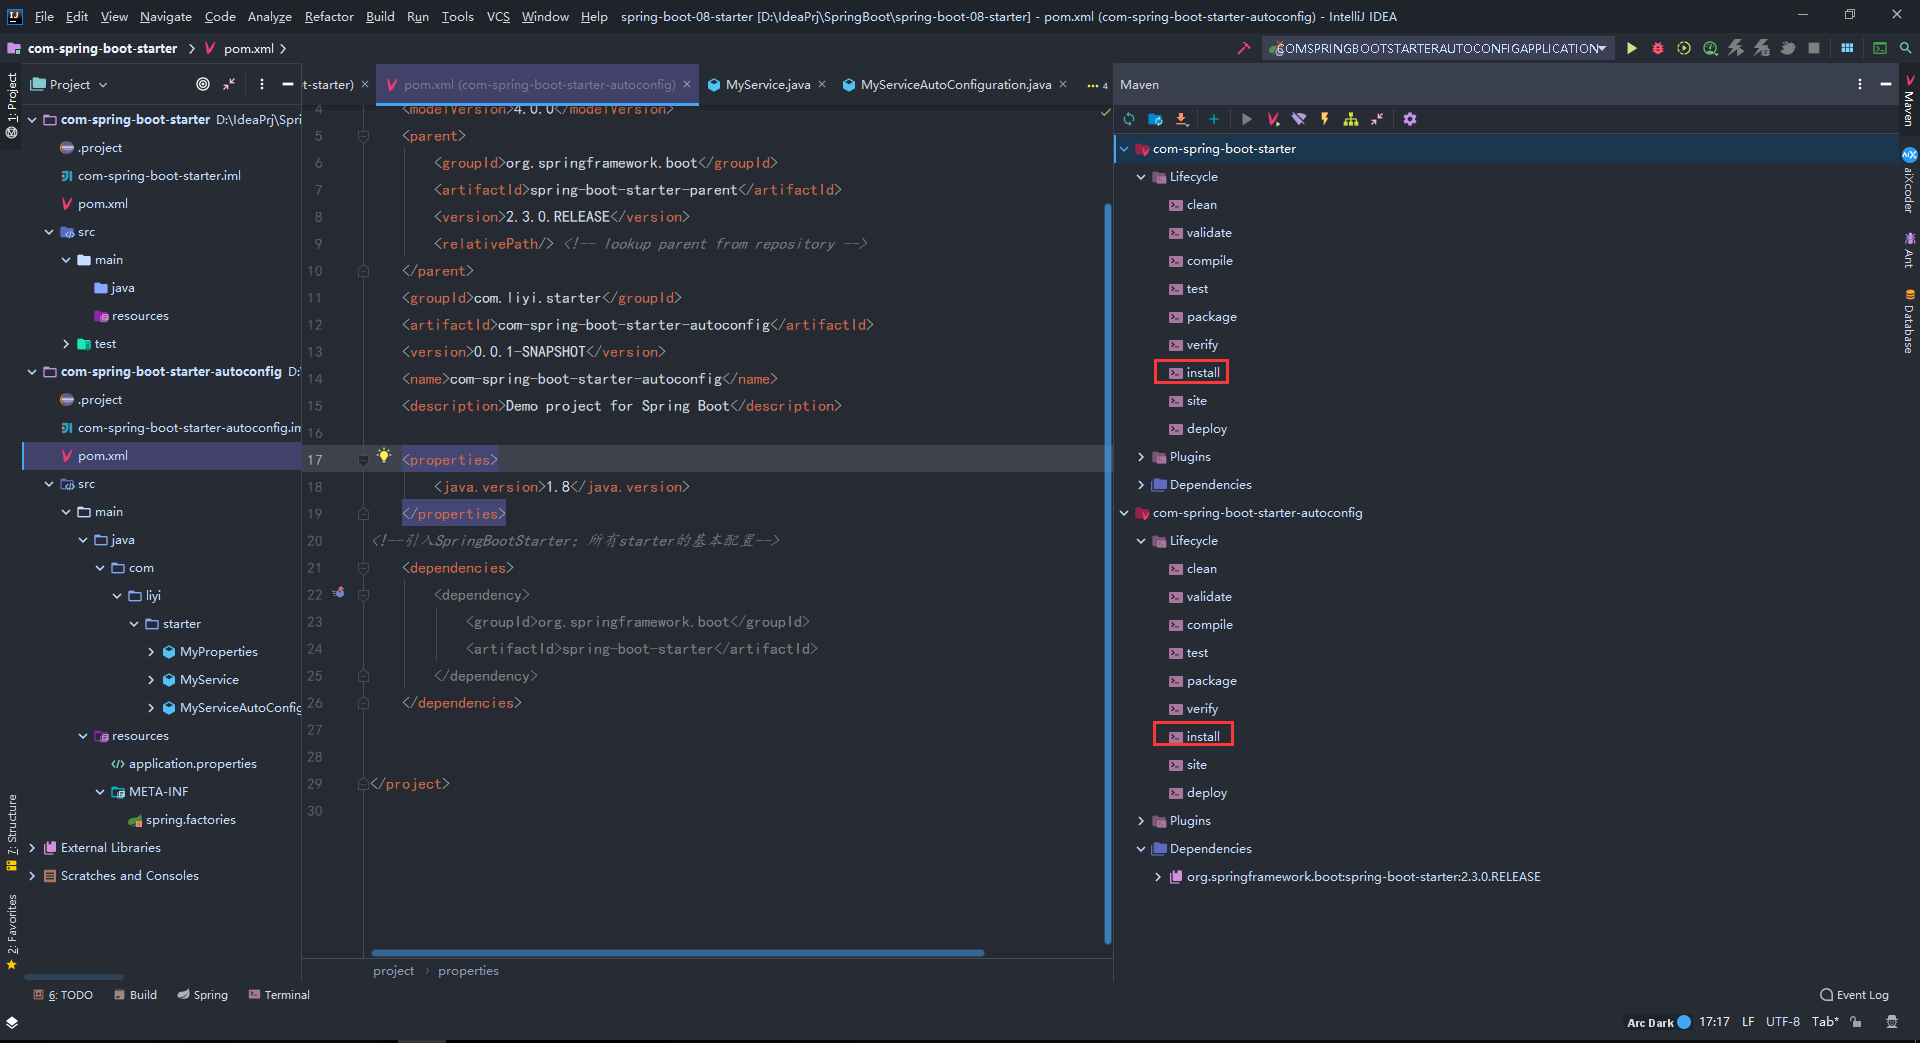 File Edit View Navigate Code Analyze Refactor Build Run Tools VCS Window Help spring-boot-08-starter [D:\IdeaPrj\SpringBoot\spring-boot-08-starter] - pom.xml (com-spring-boot-starter-autoconfig) - IntelliJ IDEA
com-spring-boot-starter pom.xml COMSPRINGBOOTSTARTERAUTOCONFIGAPPLICATION
Project
t-starter) pom.xml (com-spring-boot-starter-autoconfig) MyService.java MyServiceAutoConfiguration.java 4
Maven
1: Project
com-spring-boot-starter D:\IdeaPrj\Spri
.project
com-spring-boot-starter.iml
pom.xml
src
main
java
resources
test
com-spring-boot-starter-autoconfig D:
.project
com-spring-boot-starter-autoconfig.im
pom.xml
src
main
java
com
liyi
starter
MyProperties
MyService
MyServiceAutoConfig
resources
application.properties
META-INF
spring.factories
External Libraries
Scratches and Consoles
7: Structure
2: Favorites
4 <modelVersion>4.0.0</modelVersion>
5 <parent>
6 <groupId>org.springframework.boot</groupId>
7 <artifactId>spring-boot-starter-parent</artifactId>
8 <version>2.3.0.RELEASE</version>
9 <relativePath/> <!-- lookup parent from repository -->
10 </parent>
11 <groupId>com.liyi.starter</groupId>
12 <artifactId>com-spring-boot-starter-autoconfig</artifactId>
13 <version>0.0.1-SNAPSHOT</version>
14 <name>com-spring-boot-starter-autoconfig</name>
15 <description>Demo project for Spring Boot</description>
16
17 <properties>
18 <java.version>1.8</java.version>
19 </properties>
20 <!--引入SpringBootStarter; 所有starter的基本配置-->
21 <dependencies>
22 <dependency>
23 <groupId>org.springframework.boot</groupId>
24 <artifactId>spring-boot-starter</artifactId>
25 </dependency>
26 </dependencies>
27
28
29 </project>
30
project › properties
com-spring-boot-starter
Lifecycle
clean
validate
compile
test
package
verify
install
site
deploy
Plugins
Dependencies
com-spring-boot-starter-autoconfig
Lifecycle
clean
validate
compile
test
package
verify
install
site
deploy
Plugins
Dependencies
org.springframework.boot:spring-boot-starter:2.3.0.RELEASE
Maven
aiXcoder
Ant
Database
6: TODO Build Spring Terminal Event Log
Arc Dark 17:17 LF UTF-8 Tab*